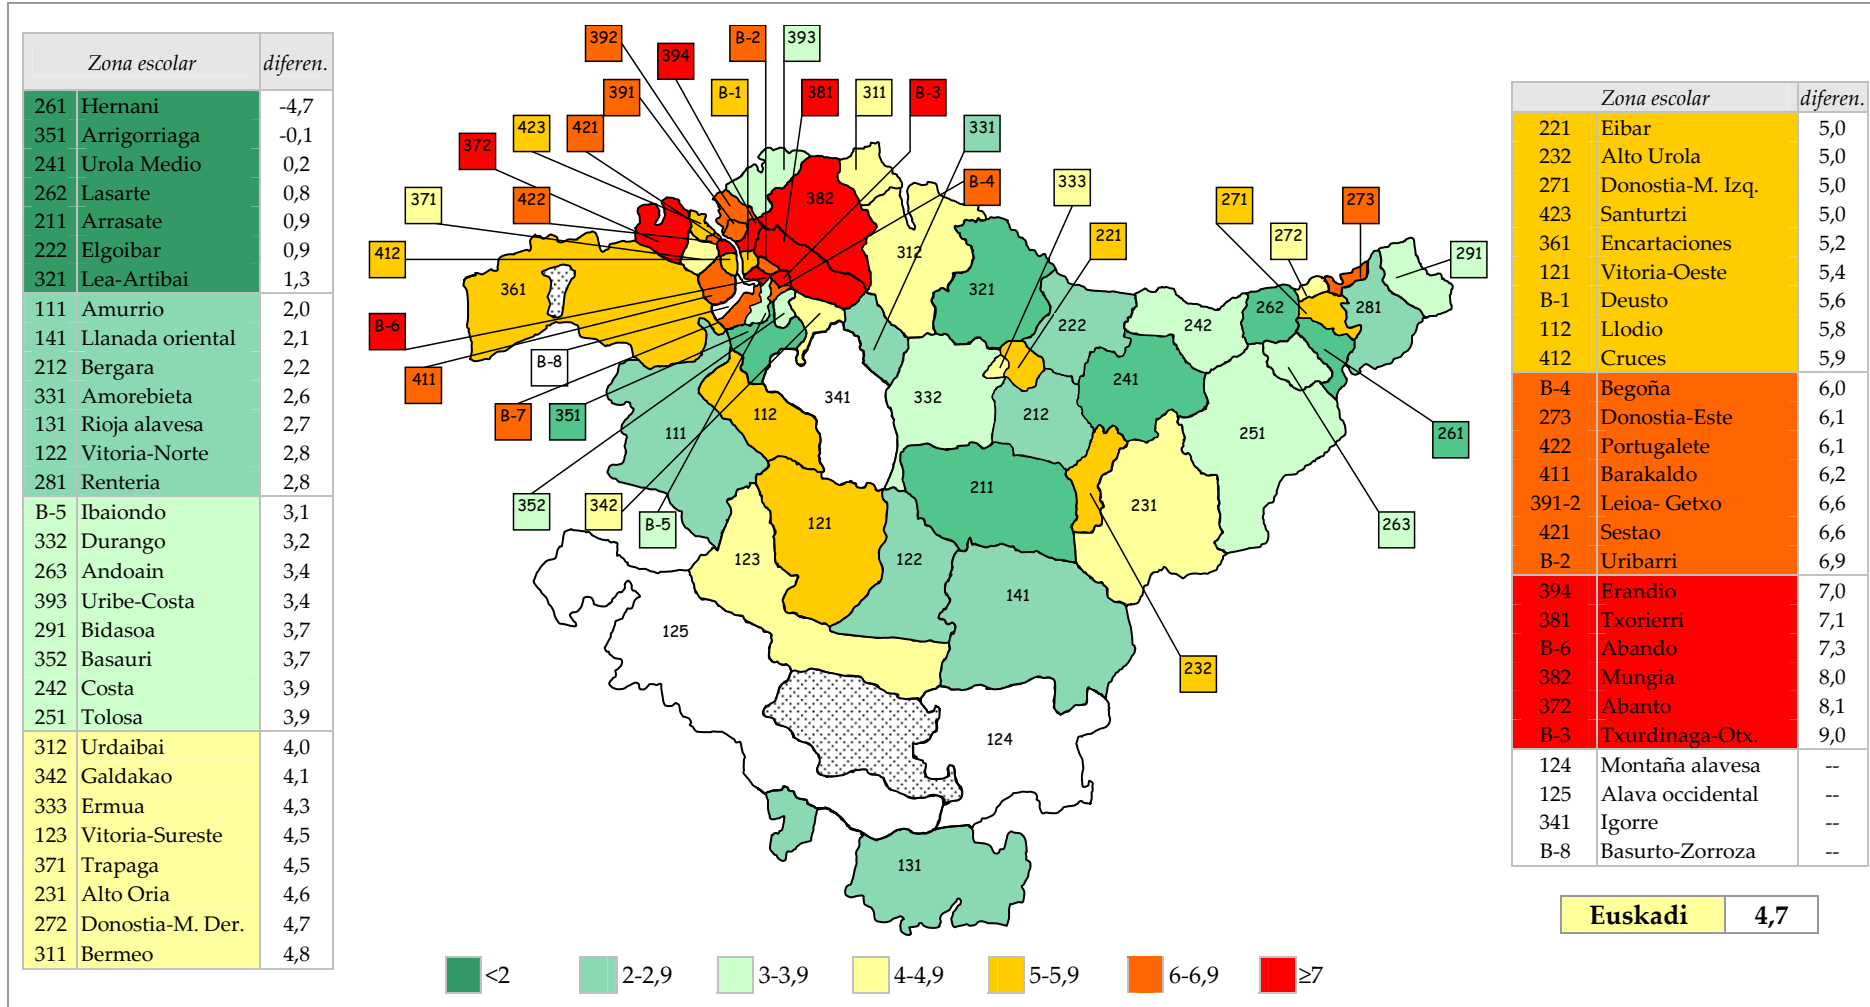 Zona escolar diferen.
261 Hernani -4,7
351 Arrigorriaga -0,1
241 Urola Medio 0,2
262 Lasarte 0,8
211 Arrasate 0,9
222 Elgoibar 0,9
321 Lea-Artibai 1,3
111 Amurrio 2,0
141 Llanada oriental 2,1
212 Bergara 2,2
331 Amorebieta 2,6
131 Rioja alavesa 2,7
122 Vitoria-Norte 2,8
281 Renteria 2,8
B-5 Ibaiondo 3,1
332 Durango 3,2
263 Andoain 3,4
393 Uribe-Costa 3,4
291 Bidasoa 3,7
352 Basauri 3,7
242 Costa 3,9
251 Tolosa 3,9
312 Urdaibai 4,0
342 Galdakao 4,1
333 Ermua 4,3
123 Vitoria-Sureste 4,5
371 Trapaga 4,5
231 Alto Oria 4,6
272 Donostia-M. Der. 4,7
311 Bermeo 4,8
392 B-2 393
394
391 B-1 381 311 B-3
423 421 331
372
B-4 333
371 422 382 271 273
221 272
412 312 291
361
321 262 281
222 242
B-6
B-8
411 241
341 332
B-7 351 112 212
111 251 261
211
352 342 B-5 121 231 263
123 122
141
125
232
124
131
<2 2-2,9 3-3,9 4-4,9 5-5,9 6-6,9 ≥7
Zona escolar diferen.
221 Eibar 5,0
232 Alto Urola 5,0
271 Donostia-M. Izq. 5,0
423 Santurtzi 5,0
361 Encartaciones 5,2
121 Vitoria-Oeste 5,4
B-1 Deusto 5,6
112 Llodio 5,8
412 Cruces 5,9
B-4 Begoña 6,0
273 Donostia-Este 6,1
422 Portugalete 6,1
411 Barakaldo 6,2
391-2 Leioa- Getxo 6,6
421 Sestao 6,6
B-2 Uribarri 6,9
394 Erandio 7,0
381 Txorierri 7,1
B-6 Abando 7,3
382 Mungia 8,0
372 Abanto 8,1
B-3 Txurdinaga-Otx. 9,0
124 Montaña alavesa --
125 Alava occidental --
341 Igorre --
B-8 Basurto-Zorroza --
Euskadi 4,7